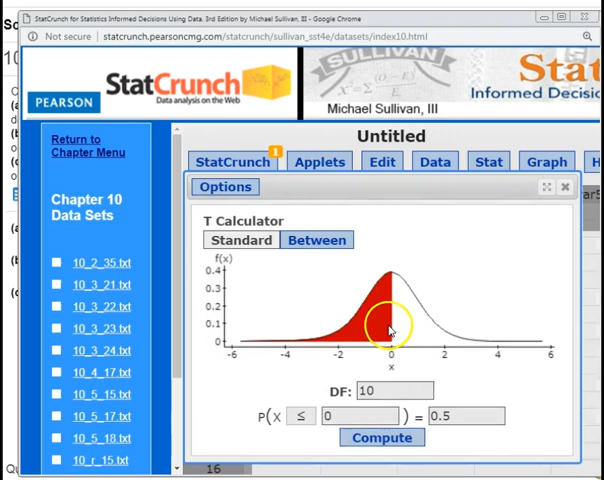 StatCrunch for Statistics Informed Decisions Using Data. 3rd Edition by Michael Sullivan, III - Google Chrome
Not secure | statcrunch.pearsoncmg.com/statcrunch/sullivan_sst4e/datasets/index10.html
PEARSON
StatCrunch
Data analysis on the Web
SULLIVAN
Stat
Informed Decisio
Michael Sullivan, III
Return to
Chapter Menu
Untitled
StatCrunch 1 Applets Edit Data Stat Graph H
Options
Chapter 10
Data Sets
T Calculator
Standard Between
f(x)
0.4
0.3
0.2
0.1
0
-6 -4 -2 0 2 4 6
x
DF: 10
P(X ≤ 0 ) = 0.5
Compute
10_2_35.txt
10_3_21.txt
10_3_22.txt
10_3_23.txt
10_3_24.txt
10_4_17.txt
10_5_15.txt
10_5_17.txt
10_5_18.txt
10_r_15.txt
16